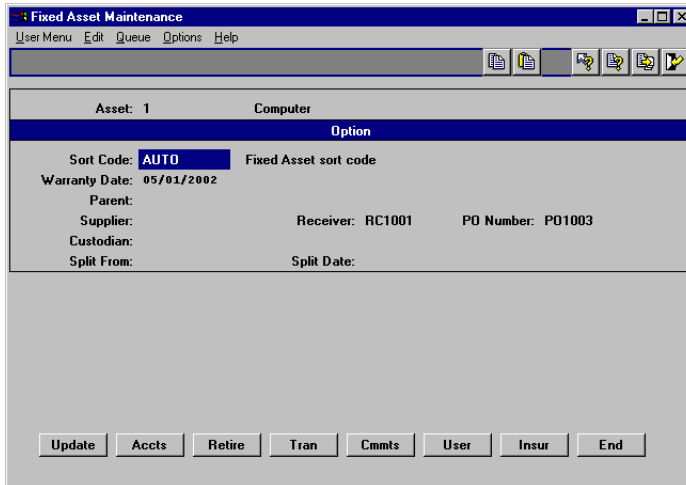 Fixed Asset Maintenance
User Menu Edit Queue Options Help
Asset: 1 Computer
Option
Sort Code: AUTO Fixed Asset sort code
Warranty Date: 05/01/2002
Parent:
Supplier: Receiver: RC1001 PO Number: PO1003
Custodian:
Split From: Split Date:
Update Accts Retire Tran Cmmts User Insur End